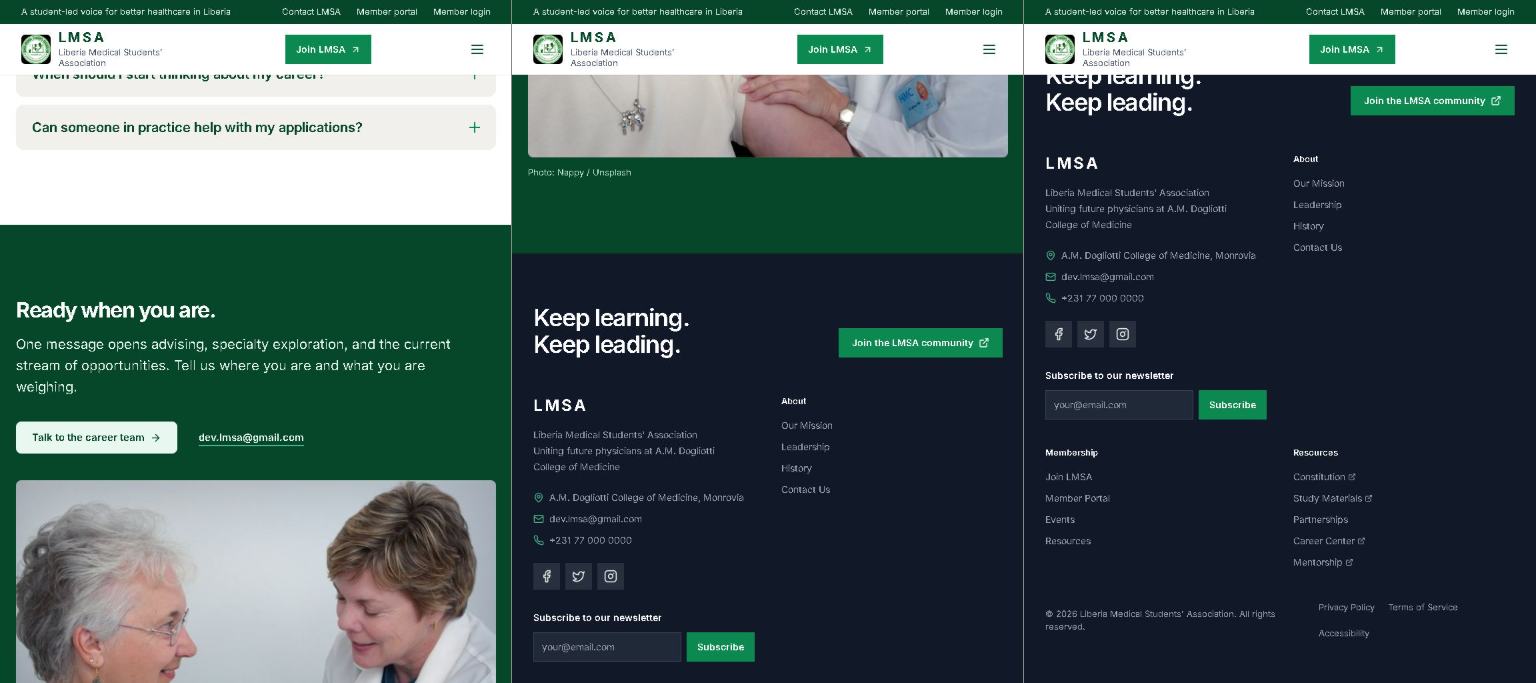 A student-led voice for better healthcare in Liberia
Contact LMSA
Member portal
Member login
LMSA
Liberia Medical Students'
Association
Join LMSA
When should I start thinking about my career?
Can someone in practice help with my applications?
Ready when you are.
One message opens advising, specialty exploration, and the current
stream of opportunities. Tell us where you are and what you are
weighing.
Talk to the career team
dev.lmsa@gmail.com
A student-led voice for better healthcare in Liberia
Contact LMSA
Member portal
Member login
LMSA
Liberia Medical Students'
Association
Join LMSA
HMC
Photo: Nappy / Unsplash
Keep learning.
Keep leading.
Join the LMSA community
LMSA
Liberia Medical Students' Association
Uniting future physicians at A.M. Dogliotti
College of Medicine
A.M. Dogliotti College of Medicine, Monrovia
dev.lmsa@gmail.com
+231 77 000 0000
About
Our Mission
Leadership
History
Contact Us
Subscribe to our newsletter
your@email.com
Subscribe
A student-led voice for better healthcare in Liberia
Contact LMSA
Member portal
Member login
LMSA
Liberia Medical Students'
Association
Join LMSA
Keep learning.
Keep leading.
Join the LMSA community
LMSA
Liberia Medical Students' Association
Uniting future physicians at A.M. Dogliotti
College of Medicine
A.M. Dogliotti College of Medicine, Monrovia
dev.lmsa@gmail.com
+231 77 000 0000
About
Our Mission
Leadership
History
Contact Us
Subscribe to our newsletter
your@email.com
Subscribe
Membership
Join LMSA
Member Portal
Events
Resources
Resources
Constitution
Study Materials
Partnerships
Career Center
Mentorship
© 2026 Liberia Medical Students' Association. All rights
reserved.
Privacy Policy
Terms of Service
Accessibility